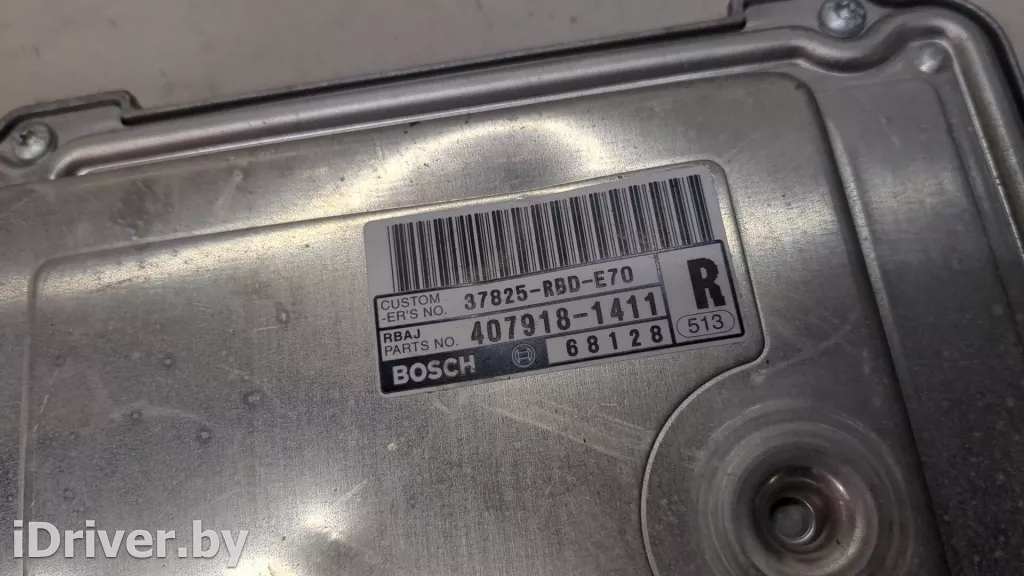 CUSTOM
-ER'S NO. 37825-RBD-E70
RBAJ
PARTS NO. 407918-1411
BOSCH 68128
R
513
iDriver.by